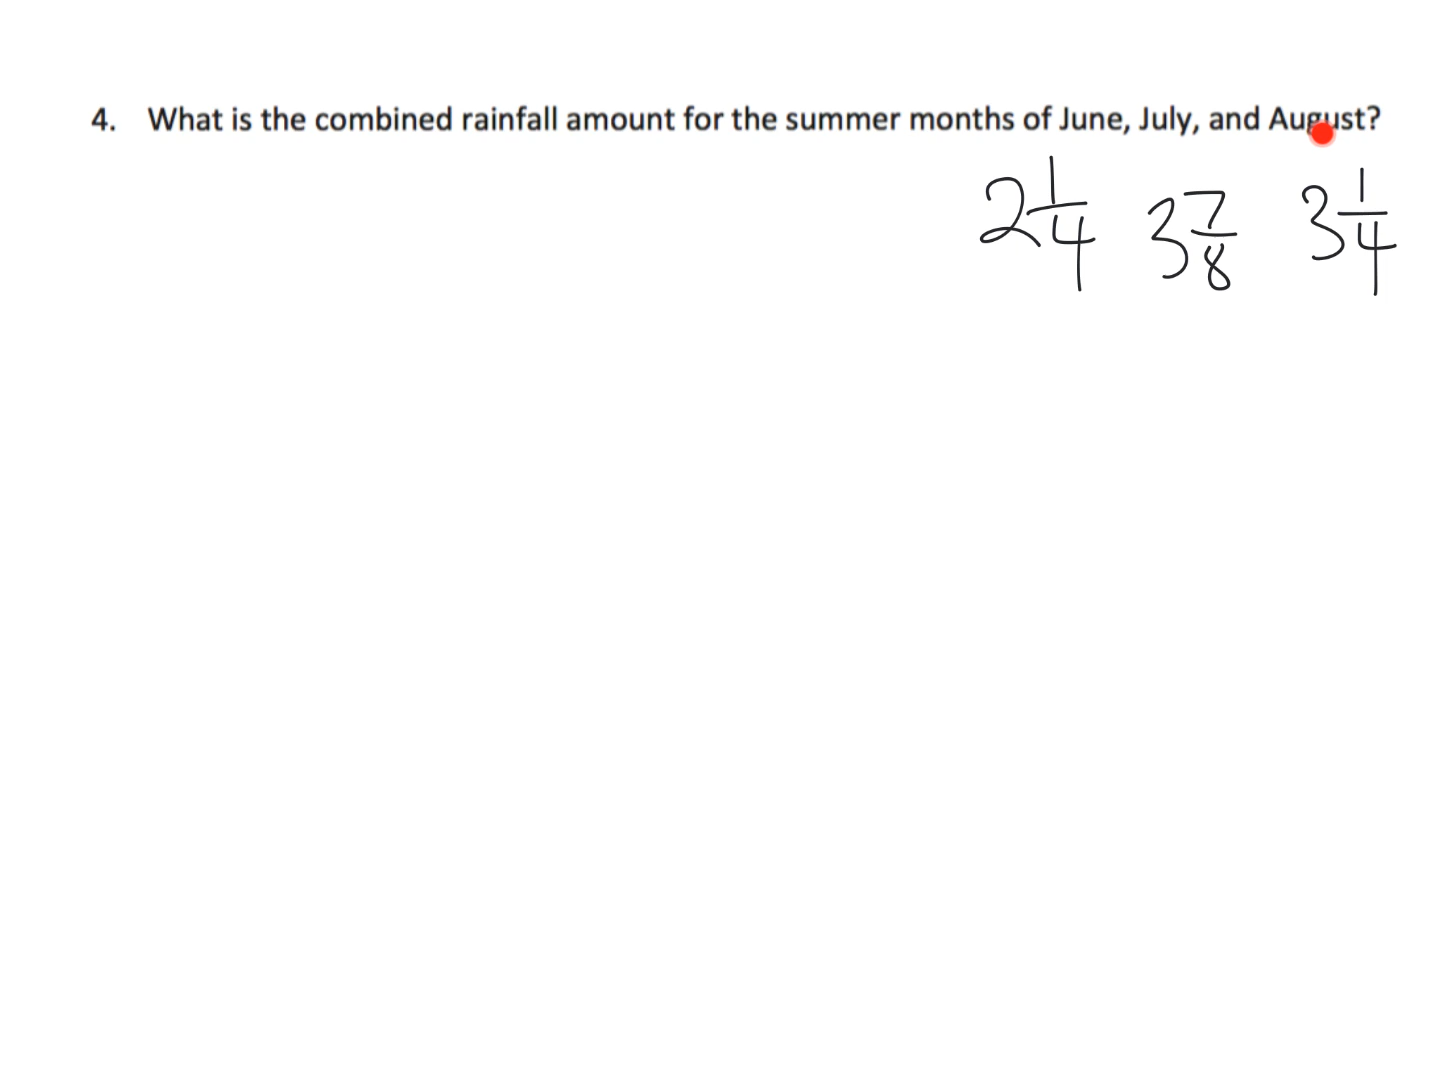 4. What is the combined rainfall amount for the summer months of June, July, and August?
2 1/4 3 7/8 3 1/4